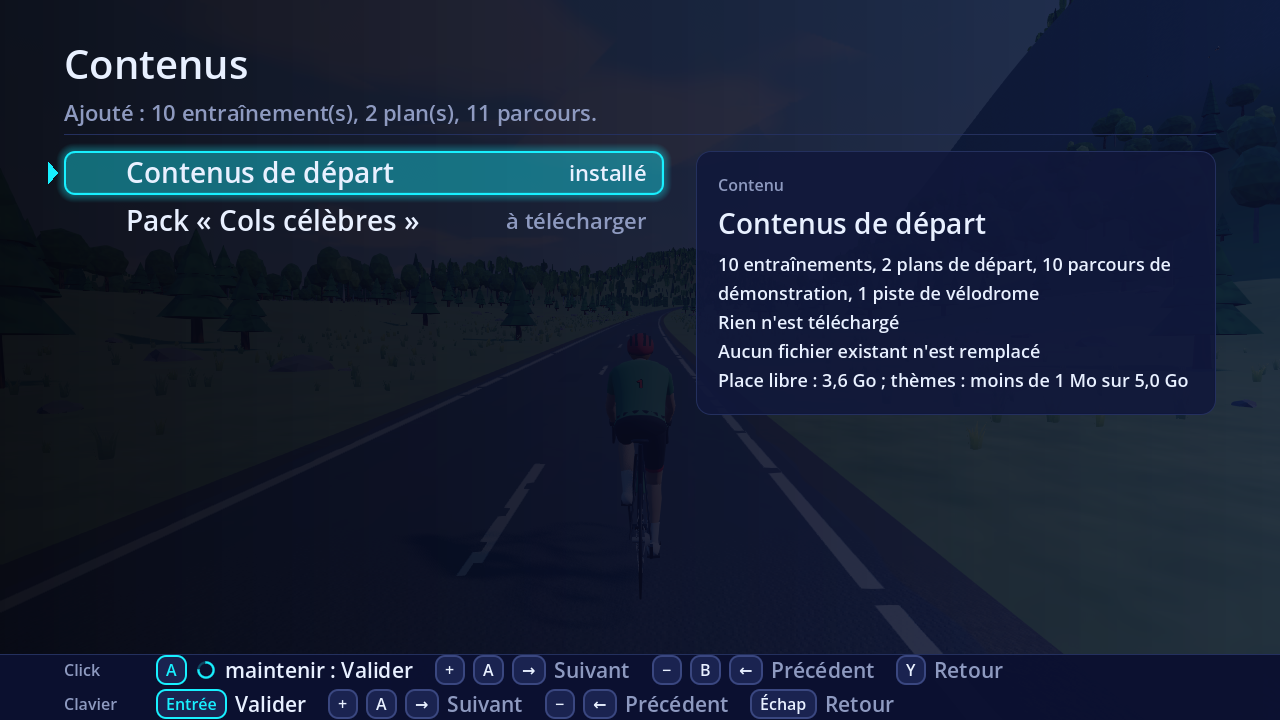 Contenus
Ajouté : 10 entraînement(s), 2 plan(s), 11 parcours.
Contenus de départ installé
Pack « Cols célèbres » à télécharger
Contenu
Contenus de départ
10 entraînements, 2 plans de départ, 10 parcours de
démonstration, 1 piste de vélodrome
Rien n'est téléchargé
Aucun fichier existant n'est remplacé
Place libre : 3,6 Go ; thèmes : moins de 1 Mo sur 5,0 Go
Click A maintenir : Valider + A → Suivant − B ← Précédent Y Retour
Clavier Entrée Valider + A → Suivant − ← Précédent Échap Retour